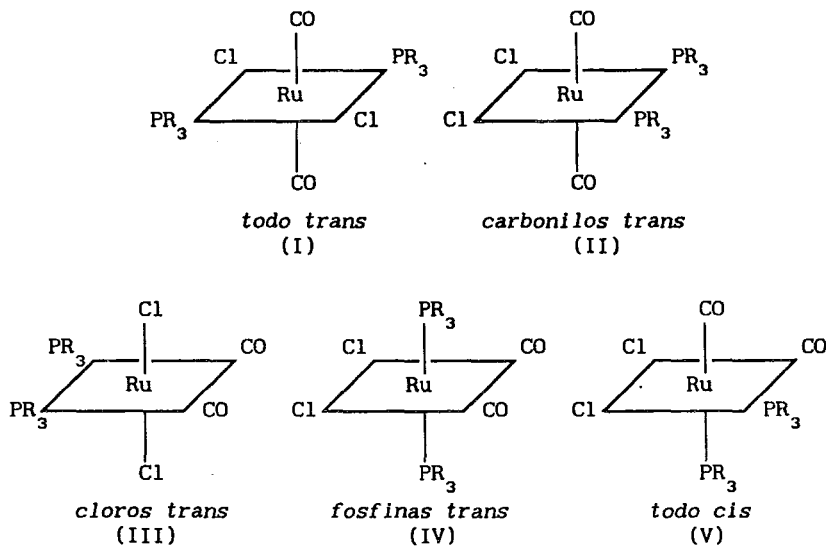 CO CO
Cl PR3 Cl PR3
Ru Ru
PR3 Cl Cl PR3
CO CO
todo trans carbonilos trans
(I) (II)
Cl PR3 CO
PR3 CO Cl CO Cl CO
Ru Ru Ru
PR3 CO Cl CO Cl PR3
Cl PR3 PR3
cloros trans fosfinas trans todo cis
(III) (IV) (V)